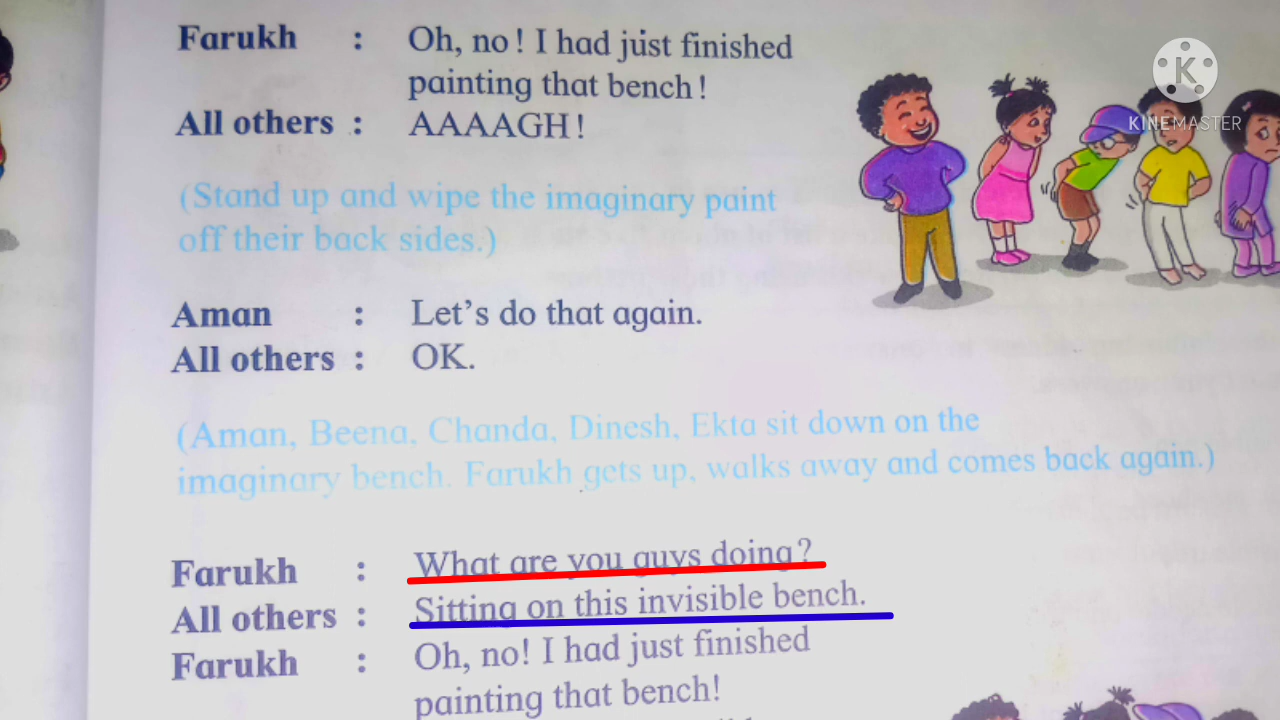 Farukh : Oh, no! I had just finished
painting that bench!
All others : AAAAGH!
(Stand up and wipe the imaginary paint
off their back sides.)
Aman : Let's do that again.
All others : OK.
(Aman, Beena, Chanda, Dinesh, Ekta sit down on the
imaginary bench. Farukh gets up, walks away and comes back again.)
Farukh : What are you guys doing?
All others : Sitting on this invisible bench.
Farukh : Oh, no! I had just finished
painting that bench!
K
KINEMASTER